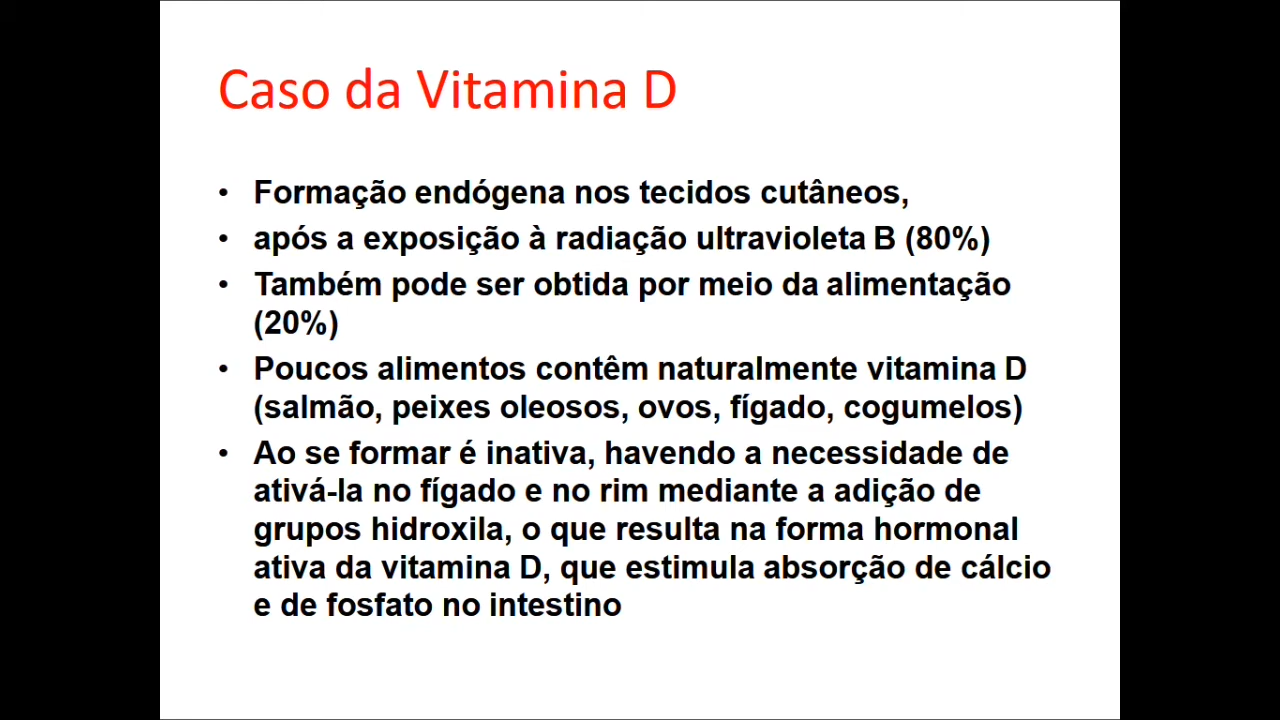 Caso da Vitamina D
• Formação endógena nos tecidos cutâneos,
• após a exposição à radiação ultravioleta B (80%)
• Também pode ser obtida por meio da alimentação
(20%)
• Poucos alimentos contêm naturalmente vitamina D
(salmão, peixes oleosos, ovos, fígado, cogumelos)
• Ao se formar é inativa, havendo a necessidade de
ativá-la no fígado e no rim mediante a adição de
grupos hidroxila, o que resulta na forma hormonal
ativa da vitamina D, que estimula absorção de cálcio
e de fosfato no intestino